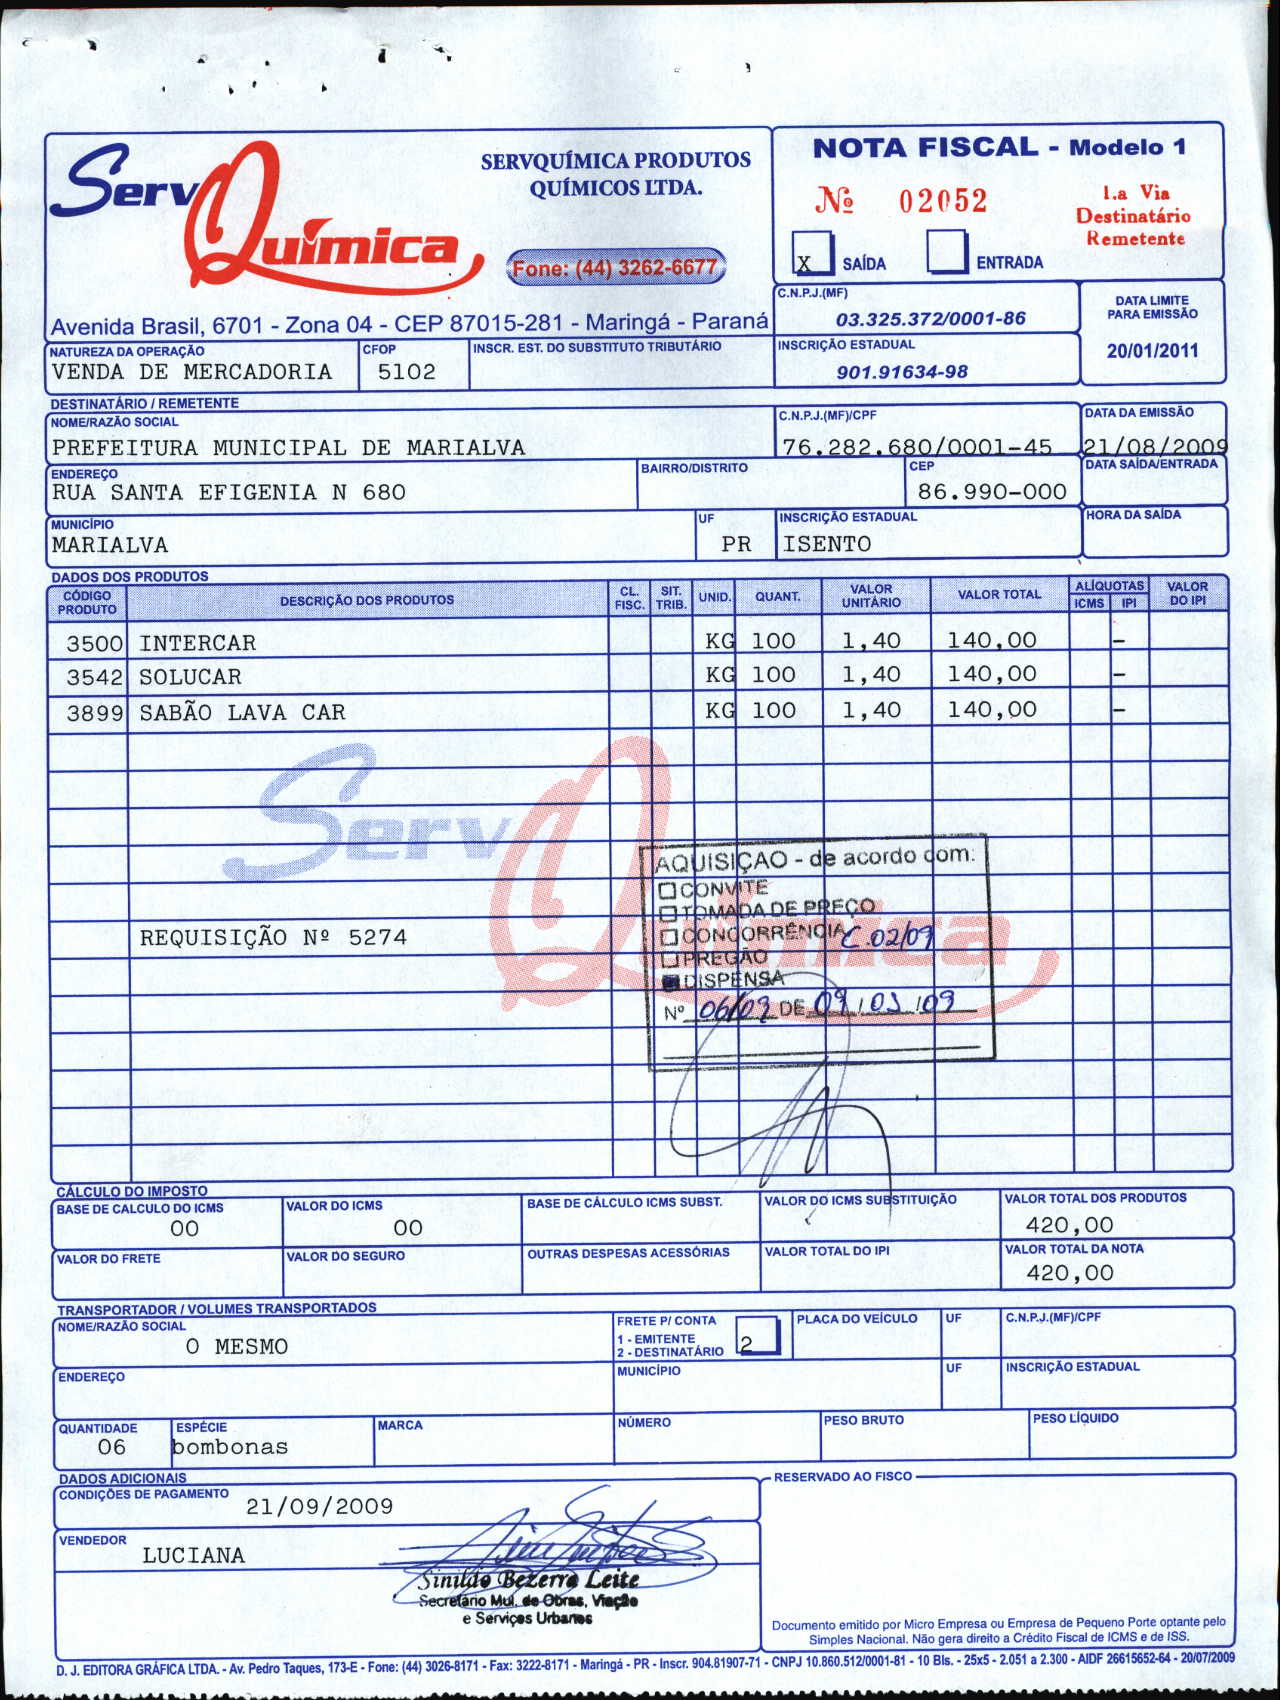 Serv Química
SERVQUÍMICA PRODUTOS
QUÍMICOS LTDA.
Fone: (44) 3262-6677
Avenida Brasil, 6701 - Zona 04 - CEP 87015-281 - Maringá - Paraná
NOTA FISCAL - Modelo 1
Nº 02052
1.a Via
Destinatário
Remetente
X SAÍDA ENTRADA
C.N.P.J.(MF)
03.325.372/0001-86
DATA LIMITE
PARA EMISSÃO
20/01/2011
INSCRIÇÃO ESTADUAL
901.91634-98
NATUREZA DA OPERAÇÃO CFOP INSCR. EST. DO SUBSTITUTO TRIBUTÁRIO
VENDA DE MERCADORIA 5102
DESTINATÁRIO / REMETENTE
NOME/RAZÃO SOCIAL C.N.P.J.(MF)/CPF DATA DA EMISSÃO
PREFEITURA MUNICIPAL DE MARIALVA 76.282.680/0001-45 21/08/2009
ENDEREÇO BAIRRO/DISTRITO CEP DATA SAÍDA/ENTRADA
RUA SANTA EFIGENIA N 680 86.990-000
MUNICÍPIO UF INSCRIÇÃO ESTADUAL HORA DA SAÍDA
MARIALVA PR ISENTO
DADOS DOS PRODUTOS
CÓDIGO PRODUTO DESCRIÇÃO DOS PRODUTOS CL. FISC. SIT. TRIB. UNID. QUANT. VALOR UNITÁRIO VALOR TOTAL ALÍQUOTAS ICMS IPI VALOR DO IPI
3500 INTERCAR KG 100 1,40 140,00 -
3542 SOLUCAR KG 100 1,40 140,00 -
3899 SABÃO LAVA CAR KG 100 1,40 140,00 -
Serv Química
AQUISIÇÃO - de acordo com:
CONVITE
TOMADA DE PREÇO
CONCORRÊNCIA C.02/09
REQUISIÇÃO Nº 5274
PREGÃO
DISPENSA
Nº 06/09 DE 09/03/09
CÁLCULO DO IMPOSTO
BASE DE CALCULO DO ICMS VALOR DO ICMS BASE DE CÁLCULO ICMS SUBST. VALOR DO ICMS SUBSTITUIÇÃO VALOR TOTAL DOS PRODUTOS
00 00 420,00
VALOR DO FRETE VALOR DO SEGURO OUTRAS DESPESAS ACESSÓRIAS VALOR TOTAL DO IPI VALOR TOTAL DA NOTA
420,00
TRANSPORTADOR / VOLUMES TRANSPORTADOS
NOME/RAZÃO SOCIAL FRETE P/ CONTA PLACA DO VEÍCULO UF C.N.P.J.(MF)/CPF
O MESMO 1 - EMITENTE
2 - DESTINATÁRIO 2
ENDEREÇO MUNICÍPIO UF INSCRIÇÃO ESTADUAL
QUANTIDADE ESPÉCIE MARCA NÚMERO PESO BRUTO PESO LÍQUIDO
06 bombonas
DADOS ADICIONAIS
CONDIÇÕES DE PAGAMENTO 21/09/2009
RESERVADO AO FISCO
VENDEDOR
LUCIANA
Sinildo Bezerra Leite
Secretário Mul. de Obras, Viação
e Serviços Urbanos
Documento emitido por Micro Empresa ou Empresa de Pequeno Porte optante pelo
Simples Nacional. Não gera direito a Crédito Fiscal de ICMS e de ISS.
D. J. EDITORA GRÁFICA LTDA. - Av. Pedro Taques, 173-E - Fone: (44) 3026-8171 - Fax: 3222-8171 - Maringá - PR - Inscr. 904.81907-71 - CNPJ 10.860.512/0001-81 - 10 Bls. - 25x5 - 2.051 a 2.300 - AIDF 26615652-64 - 20/07/2009